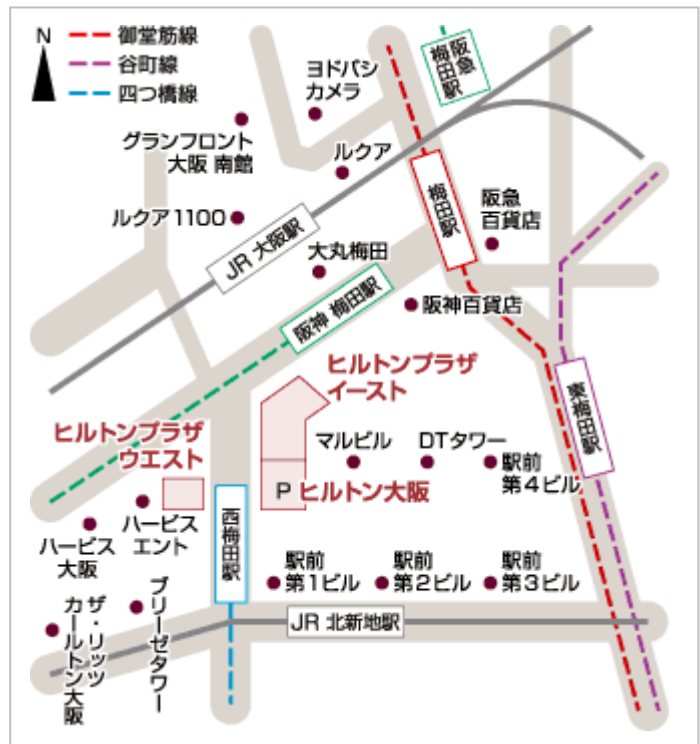 N
御堂筋線
谷町線
四つ橋線
ヨドバシ
カメラ
阪急
梅田駅
グランフロント
大阪 南館
ルクア
ルクア1100
JR 大阪駅
梅田駅
阪急
百貨店
大丸梅田
阪神 梅田駅
阪神百貨店
ヒルトンプラザ
イースト
ヒルトンプラザ
ウエスト
マルビル
DTタワー
駅前
第4ビル
東梅田駅
P
ヒルトン大阪
ハービス
エント
ハービス
大阪
西梅田駅
駅前
第1ビル
駅前
第2ビル
駅前
第3ビル
ザ・リッツ
カールトン大阪
ブリーゼタワー
JR 北新地駅